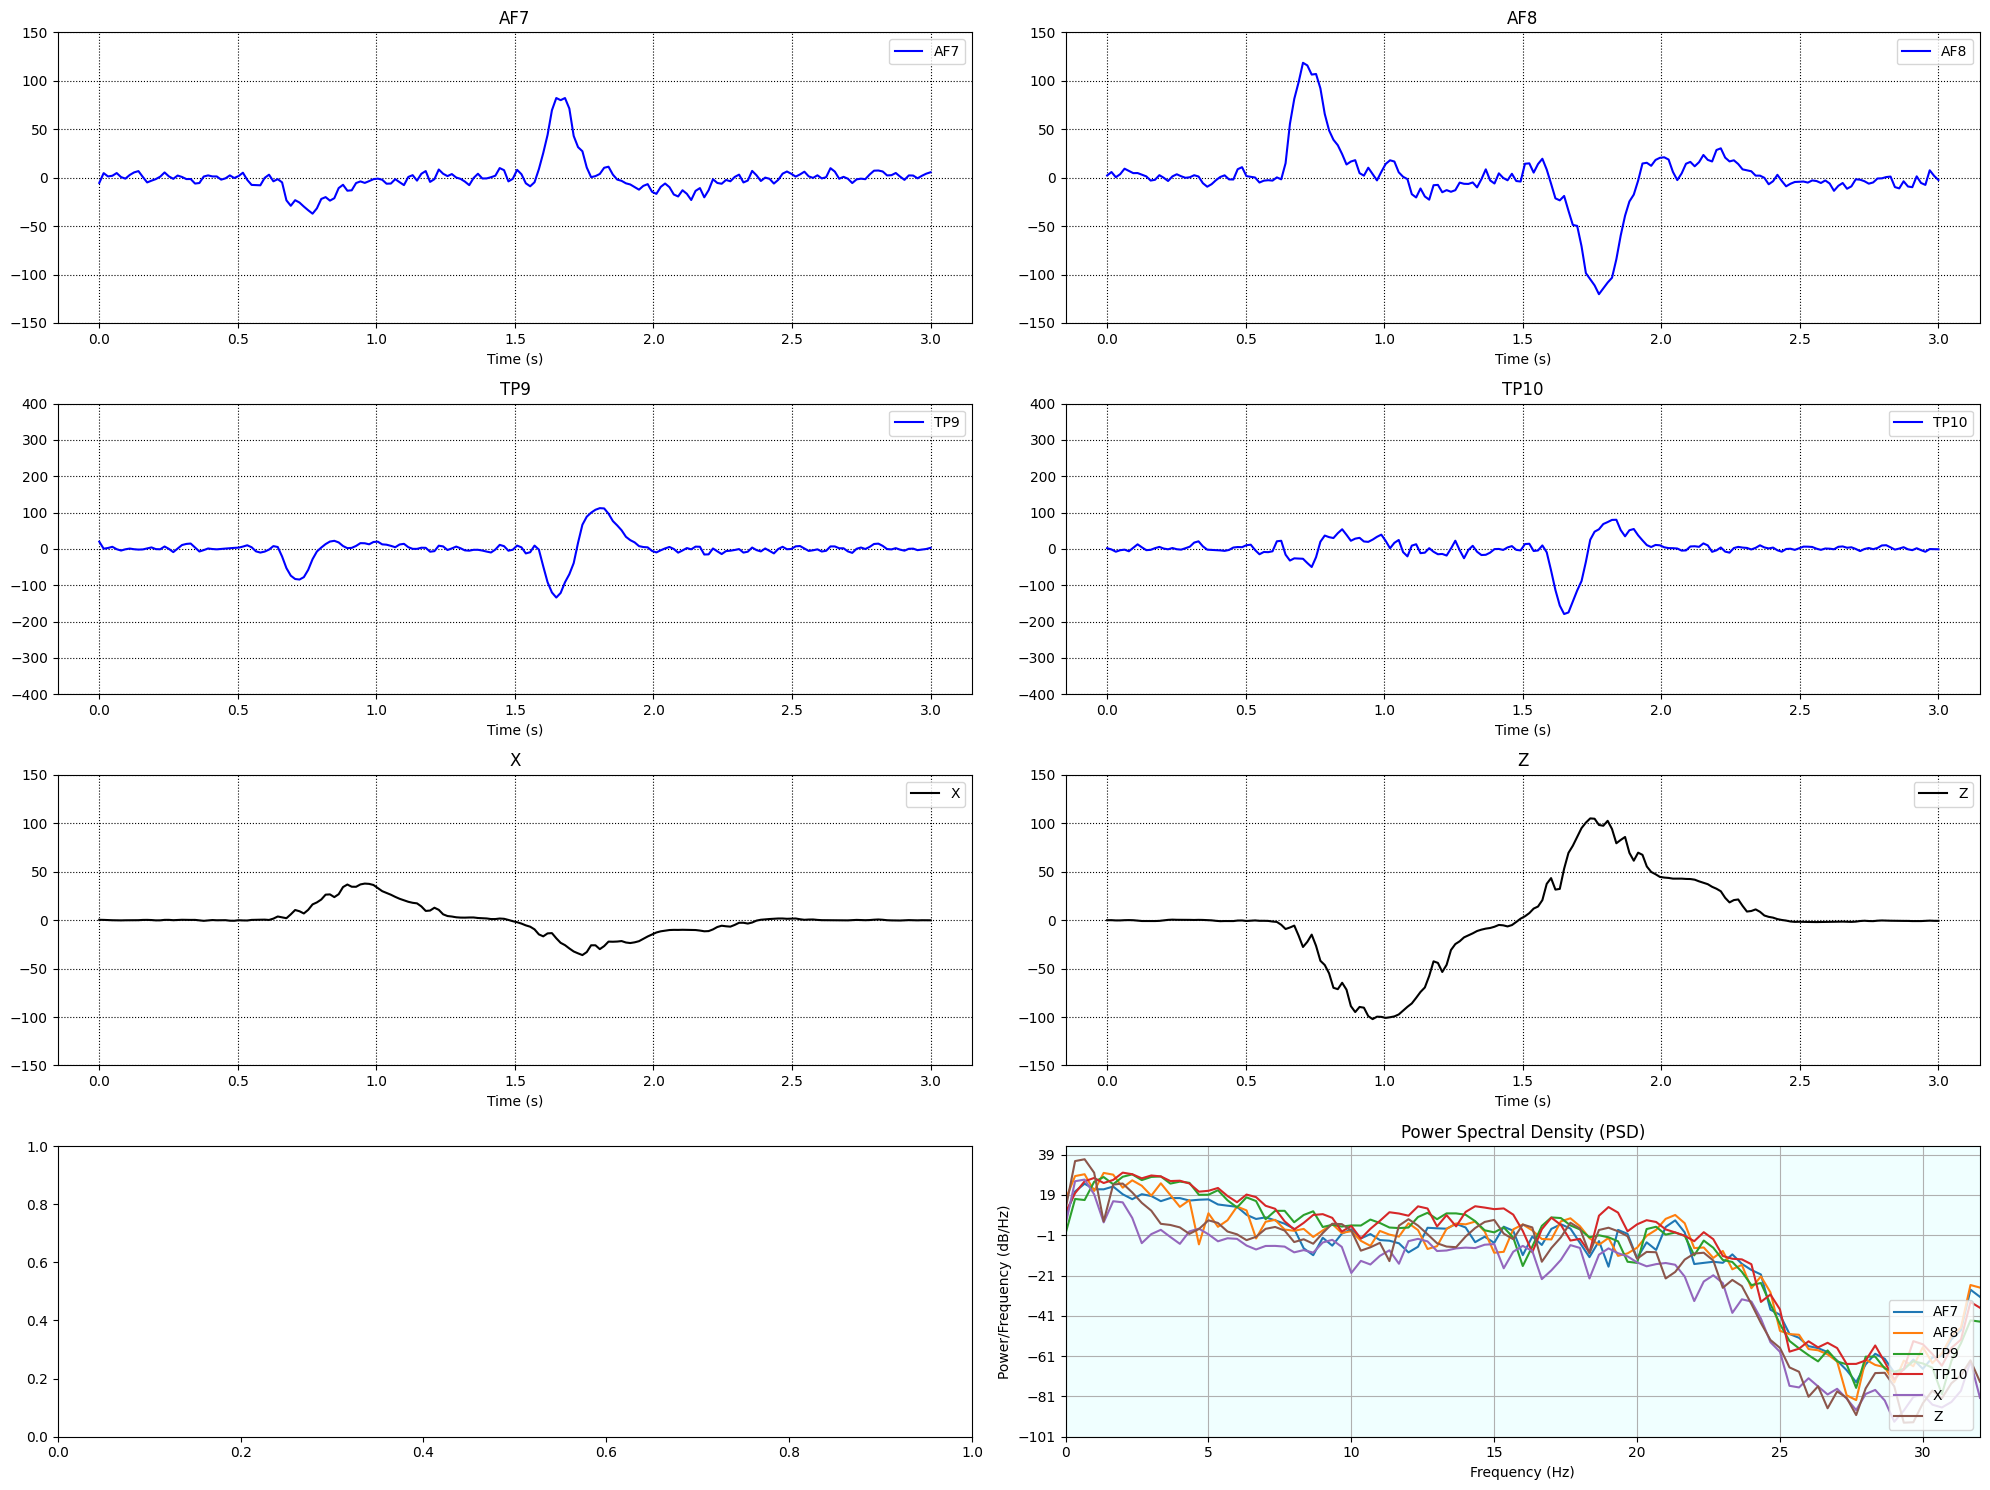 AF7
150
100
50
0
−50
−100
−150
AF7
0.0 0.5 1.0 1.5 2.0 2.5 3.0
Time (s)
AF8
150
100
50
0
−50
−100
−150
AF8
0.0 0.5 1.0 1.5 2.0 2.5 3.0
Time (s)
TP9
400
300
200
100
0
−100
−200
−300
−400
TP9
0.0 0.5 1.0 1.5 2.0 2.5 3.0
Time (s)
TP10
400
300
200
100
0
−100
−200
−300
−400
TP10
0.0 0.5 1.0 1.5 2.0 2.5 3.0
Time (s)
X
150
100
50
0
−50
−100
−150
X
0.0 0.5 1.0 1.5 2.0 2.5 3.0
Time (s)
Z
150
100
50
0
−50
−100
−150
Z
0.0 0.5 1.0 1.5 2.0 2.5 3.0
Time (s)
1.0
0.8
0.6
0.4
0.2
0.0
0.0 0.2 0.4 0.6 0.8 1.0
Power Spectral Density (PSD)
Power/Frequency (dB/Hz)
39
19
−1
−21
−41
−61
−81
−101
AF7
AF8
TP9
TP10
X
Z
0 5 10 15 20 25 30
Frequency (Hz)